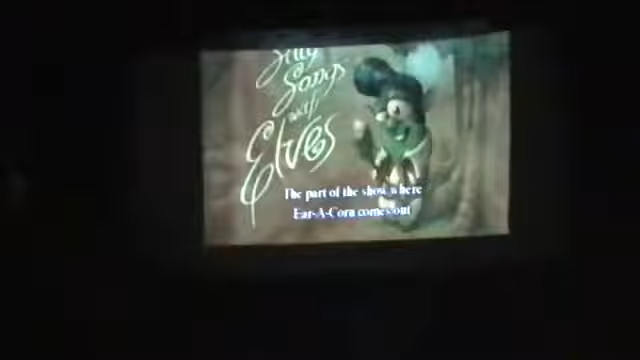 Silly
Songs
with
Elves
The part of the show where
Ear-A-Corn comes out